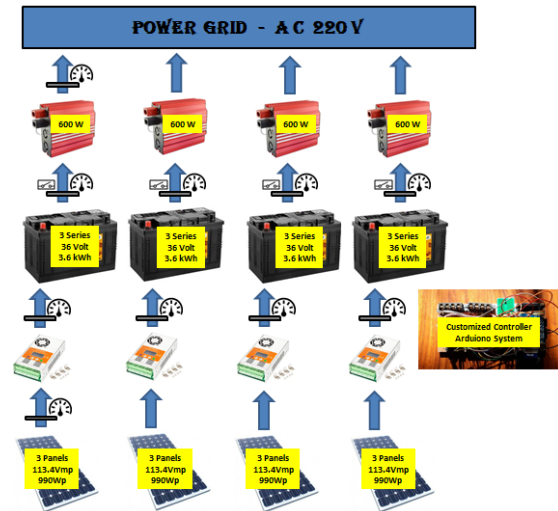 POWER GRID - AC 220 V
600 W
600 W
600 W
600 W
3 Series
36 Volt
3.6 kWh
3 Series
36 Volt
3.6 kWh
3 Series
36 Volt
3.6 kWh
3 Series
36 Volt
3.6 kWh
Customized Controller
Arduiono System
3 Panels
113.4Vmp
990Wp
3 Panels
113.4Vmp
990Wp
3 Panels
113.4Vmp
990Wp
3 Panels
113.4Vmp
990Wp